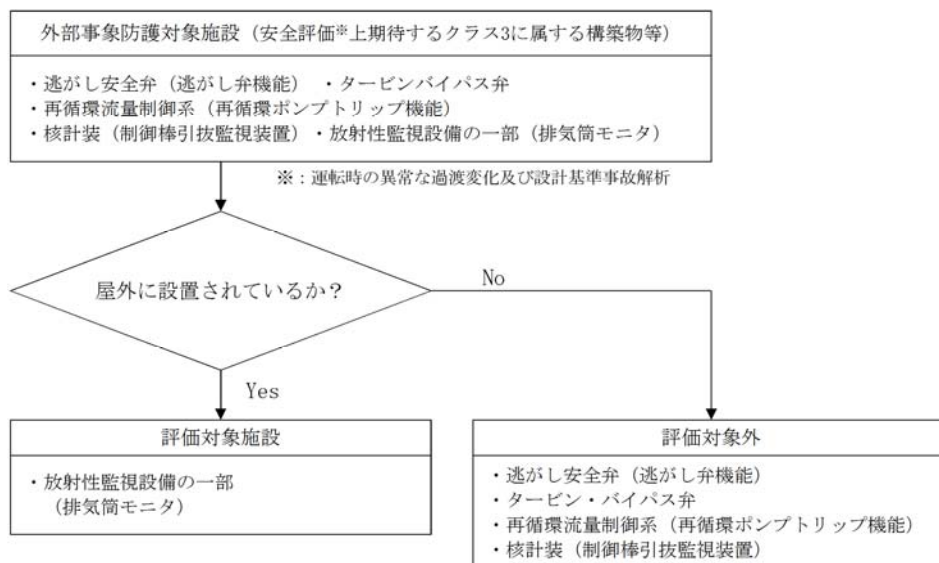 外部事象防護対象施設（安全評価※上期待するクラス3に属する構築物等）
・逃がし安全弁（逃がし弁機能）　・タービンバイパス弁
・再循環流量制御系（再循環ポンプトリップ機能）
・核計装（制御棒引抜監視装置）・放射性監視設備の一部（排気筒モニタ）
※：運転時の異常な過渡変化及び設計基準事故解析
屋外に設置されているか？
No
Yes
評価対象施設
・放射性監視設備の一部
（排気筒モニタ）
評価対象外
・逃がし安全弁（逃がし弁機能）
・タービン・バイパス弁
・再循環流量制御系（再循環ポンプトリップ機能）
・核計装（制御棒引抜監視装置）